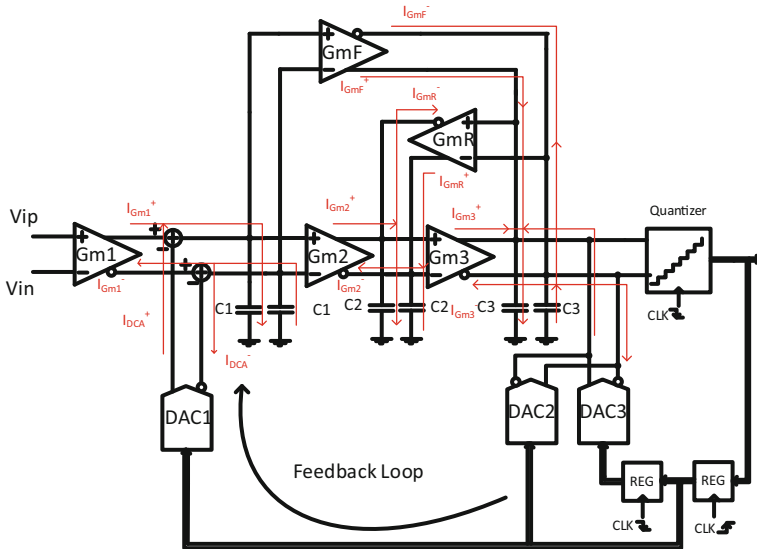 I_GmF^-
GmF
I_GmF^+
I_GmR^-
GmR
I_GmR^+
Vip
Vin
I_Gm1^+
Gm1
I_Gm1^-
I_Gm2^+
Gm2
I_Gm2^-
I_Gm3^+
Gm3
I_Gm3^-
Quantizer
CLK
C1
C1
C2
C2
C3
C3
I_DCA^+
I_DCA^-
DAC1
DAC2
DAC3
Feedback Loop
REG
REG
CLK
CLK